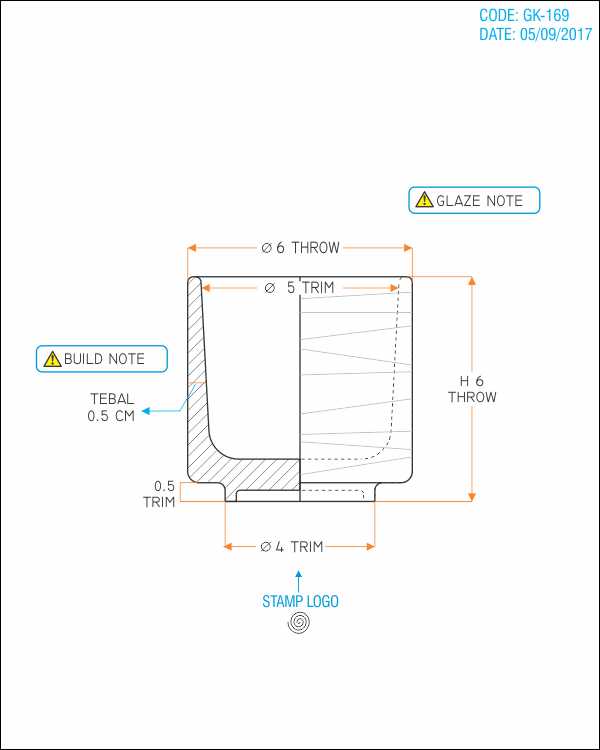 CODE: GK-169
DATE: 05/09/2017
GLAZE NOTE
Ø 6 THROW
Ø 5 TRIM
BUILD NOTE
TEBAL
0.5 CM
H 6
THROW
0.5
TRIM
Ø 4 TRIM
STAMP LOGO